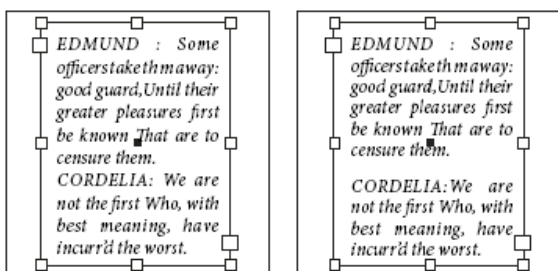 EDMUND : Some
officerstakethmaway:
good guard,Until their
greater pleasures first
be known That are to
censure them.
CORDELIA: We are
not the first Who, with
best meaning, have
incurr'd the worst.
EDMUND : Some
officerstakethmaway:
good guard,Until their
greater pleasures first
be known That are to
censure them.
CORDELIA:We are
not the first Who, with
best meaning, have
incurr'd the worst.